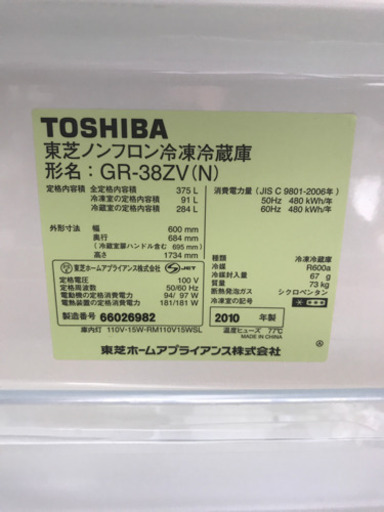 TOSHIBA
東芝ノンフロン冷凍冷蔵庫
形名：GR-38ZV(N)
定格内容積 全定格内容積 375 L
冷凍室の容積 91 L
冷蔵室の容積 284 L
外形寸法 幅 600 mm
奥行 684 mm
(冷蔵室扉ハンドル含む 695 mm)
高さ 1734 mm
東芝ホームアプライアンス株式会社 JET
定格電圧 100 V
定格周波数 50/60 Hz
電動機の定格消費電力 94/ 97 W
電熱装置の定格消費電力 181/181 W
製造番号 66026982
庫内灯 110V-15W-RM110V15WSL
消費電力量 (JIS C 9801-2006年)
50Hz 480 kWh/年
60Hz 480 kWh/年
種類 冷凍冷蔵庫
冷媒 R600a
冷媒封入量 67 g
質量 73 kg
断熱発泡ガス シクロペンタン
冷凍室の記号
2010 年製
温度ヒューズ 77℃
MADE IN CHINA
東芝ホームアプライアンス株式会社
A